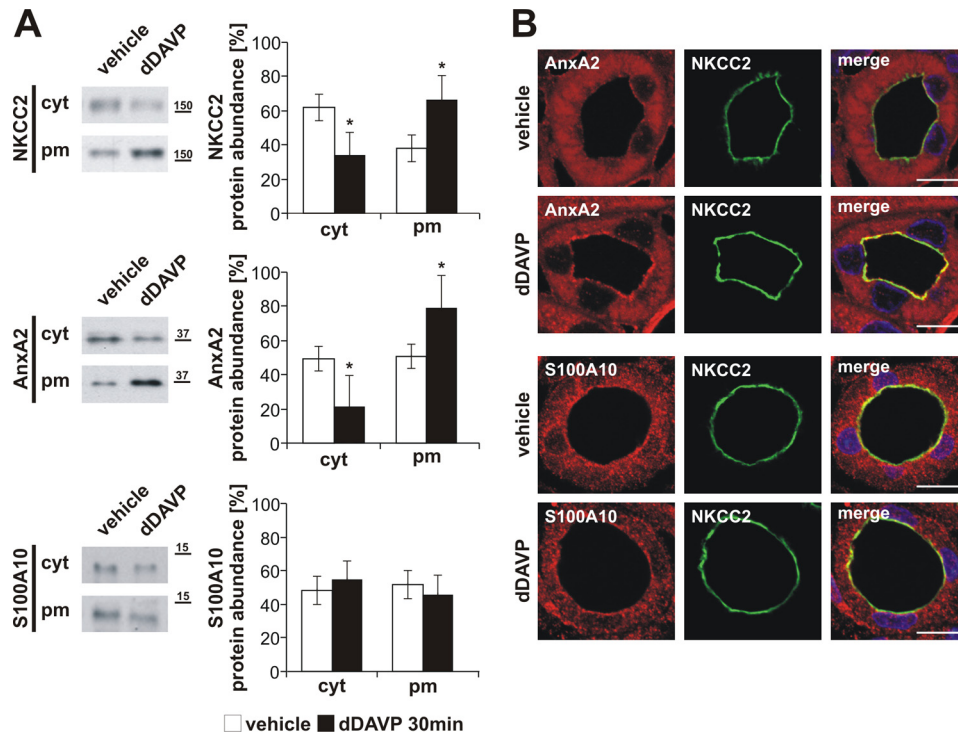 A
vehicle
dDAVP
NKCC2
cyt
150
pm
150
NKCC2
protein abundance [%]
100
80
60
40
20
0
*
*
cyt
pm
vehicle
dDAVP
AnxA2
cyt
37
pm
37
AnxA2
protein abundance [%]
100
80
60
40
20
0
*
*
cyt
pm
vehicle
dDAVP
S100A10
cyt
15
pm
15
S100A10
protein abundance [%]
100
80
60
40
20
0
cyt
pm
vehicle
dDAVP 30min
B
vehicle
AnxA2
NKCC2
merge
dDAVP
AnxA2
NKCC2
merge
vehicle
S100A10
NKCC2
merge
dDAVP
S100A10
NKCC2
merge